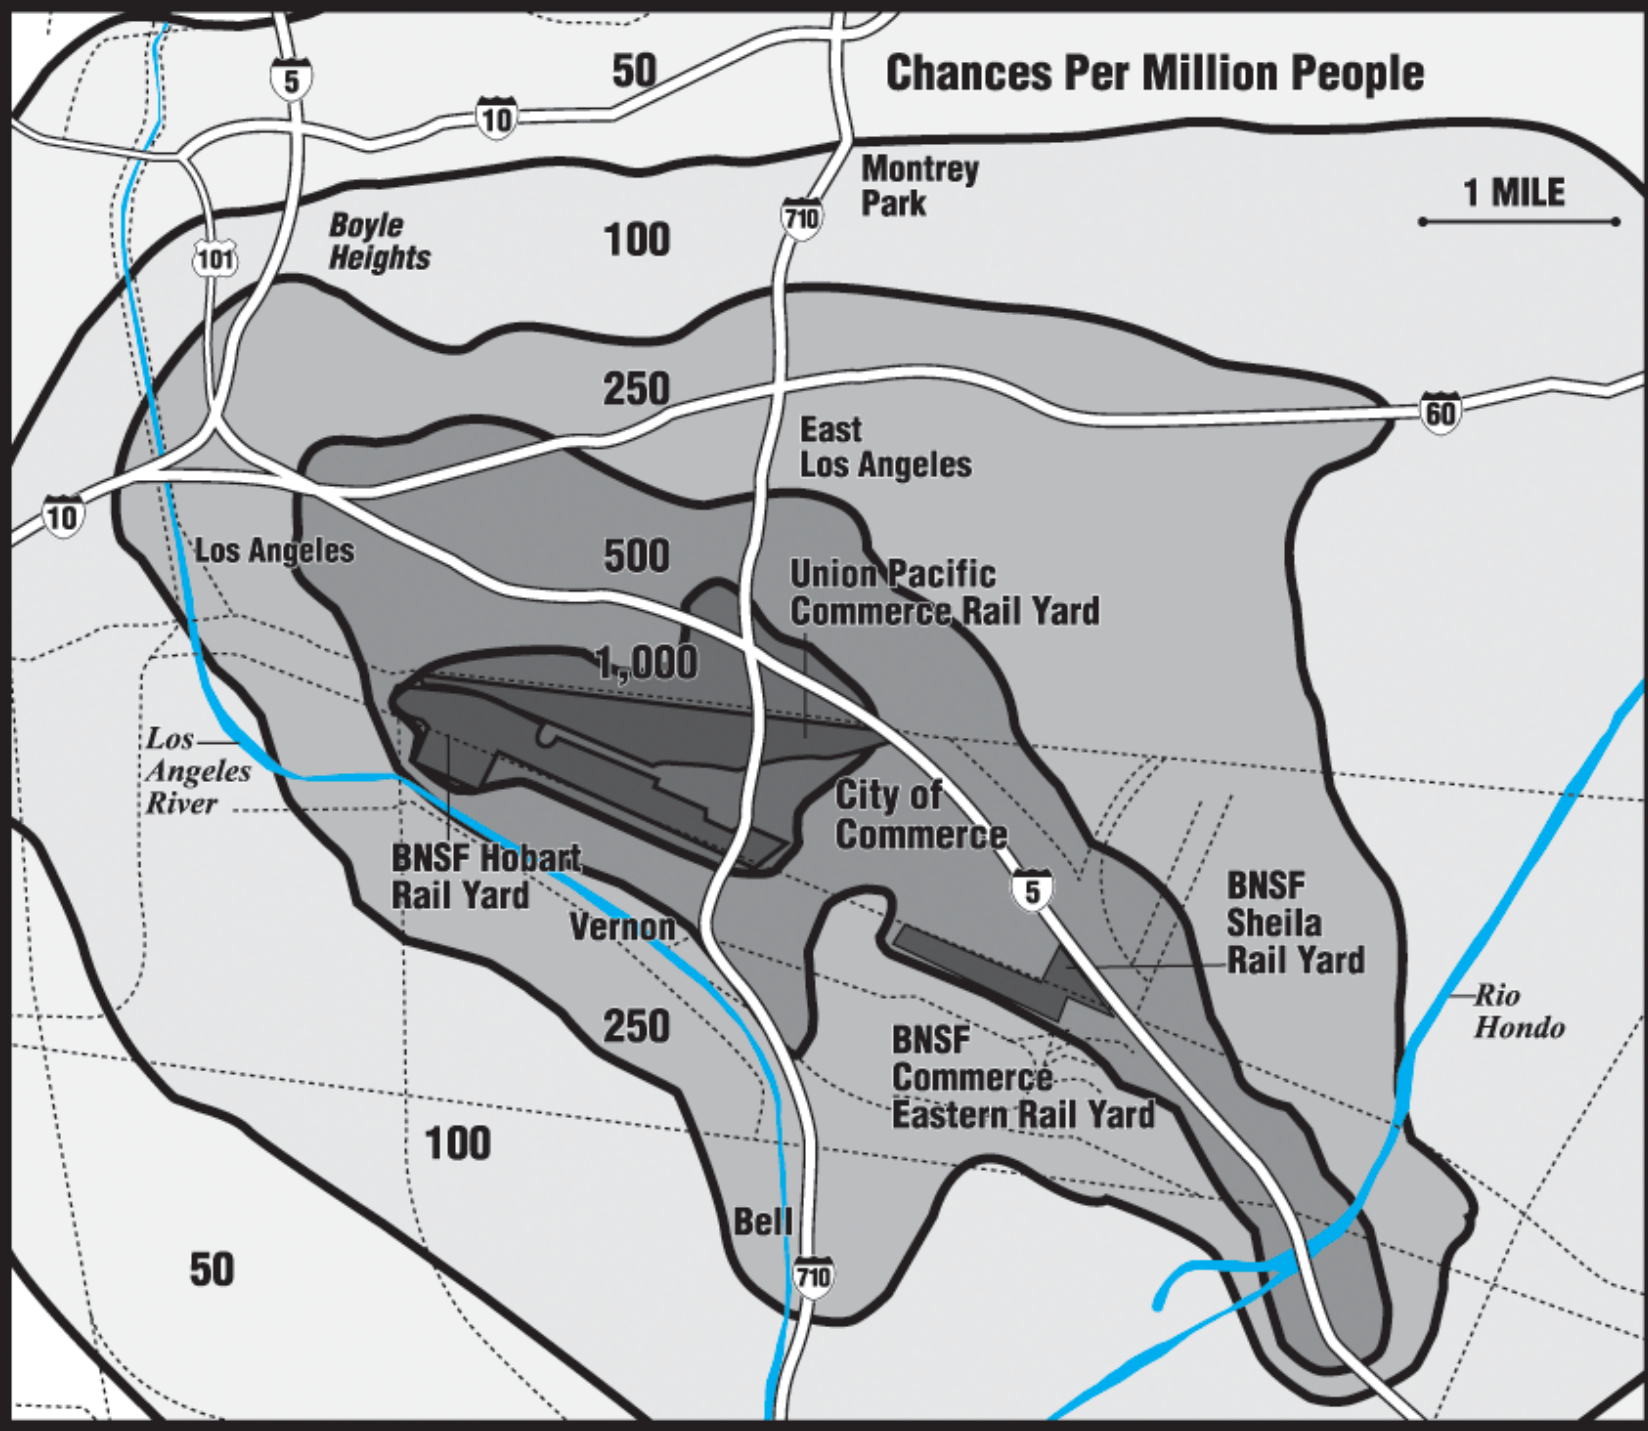 50
Chances Per Million People
5
10
Montrey
Park
1 MILE
710
Boyle
Heights
100
101
250
60
East
Los Angeles
10
Los Angeles
500
Union Pacific
Commerce Rail Yard
1,000
Los
Angeles
River
City of
Commerce
BNSF Hobart
Rail Yard
Vernon
5
BNSF
Sheila
Rail Yard
Rio
Hondo
250
BNSF
Commerce
Eastern Rail Yard
100
Bell
50
710